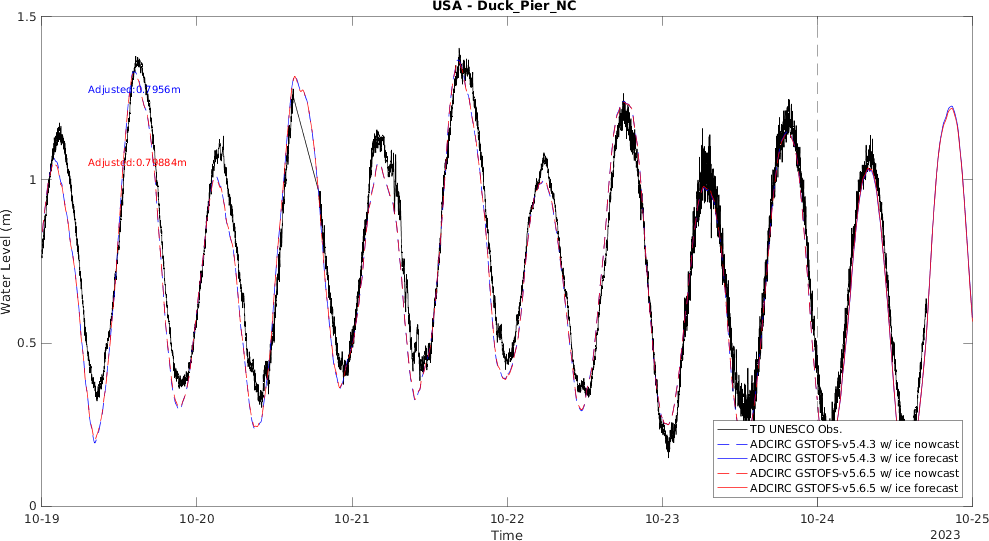 USA - Duck_Pier_NC
1.5
Adjusted:0.7956m
Adjusted:0.79884m
1
Water Level (m)
0.5
TD UNESCO Obs.
ADCIRC GSTOFS-v5.4.3 w/ ice nowcast
ADCIRC GSTOFS-v5.4.3 w/ ice forecast
ADCIRC GSTOFS-v5.6.5 w/ ice nowcast
ADCIRC GSTOFS-v5.6.5 w/ ice forecast
0
10-19 10-20 10-21 10-22 10-23 10-24 10-25
Time 2023